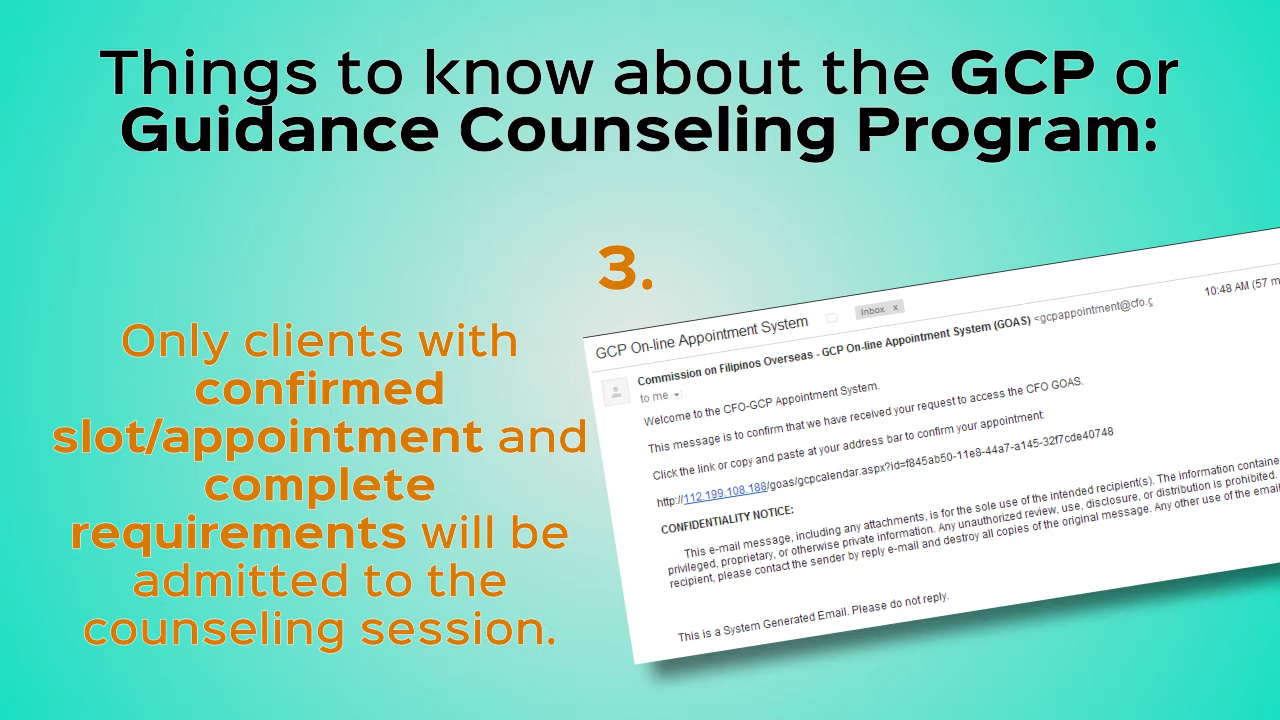 Things to know about the GCP or
Guidance Counseling Program:
3.
Only clients with
confirmed
slot/appointment and
complete
requirements will be
admitted to the
counseling session.
GCP On-line Appointment System
Inbox x
Commission on Filipinos Overseas - GCP On-line Appointment System (GOAS) <gcpappointment@cfo.g
10:48 AM (57 m
to me
Welcome to the CFO-GCP Appointment System.
This message is to confirm that we have received your request to access the CFO GOAS.
Click the link or copy and paste at your address bar to confirm your appointment:
http://112.199.108.188/goas/gcpcalendar.aspx?id=f845ab50-11e8-44a7-a145-32f7cde40748
CONFIDENTIALITY NOTICE:
This e-mail message, including any attachments, is for the sole use of the intended recipient(s). The information containe
privileged, proprietary, or otherwise private information. Any unauthorized review, use, disclosure, or distribution is prohibited.
recipient, please contact the sender by reply e-mail and destroy all copies of the original message. Any other use of the email
This is a System Generated Email. Please do not reply.